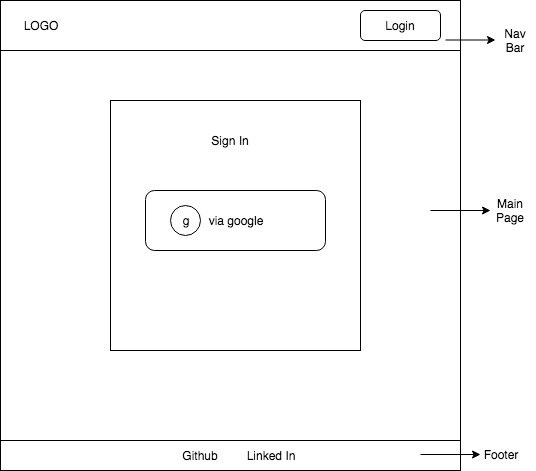 LOGO
Login
Nav
Bar
Sign In
g
via google
Main
Page
Github
Linked In
Footer